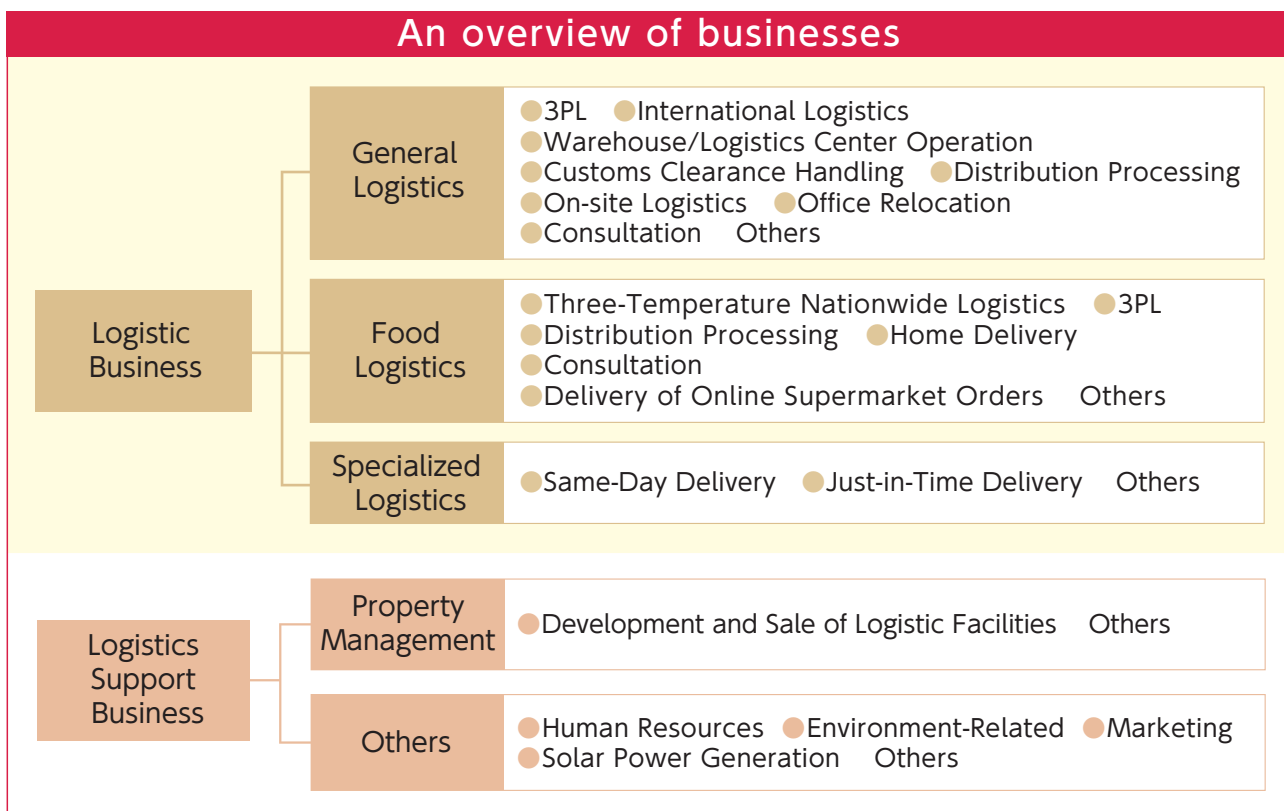 An overview of businesses
Logistic
Business
General
Logistics
●3PL ●International Logistics
●Warehouse/Logistics Center Operation
●Customs Clearance Handling ●Distribution Processing
●On-site Logistics ●Office Relocation
●Consultation Others
Food
Logistics
●Three-Temperature Nationwide Logistics ●3PL
●Distribution Processing ●Home Delivery
●Consultation
●Delivery of Online Supermarket Orders Others
Specialized
Logistics
●Same-Day Delivery ●Just-in-Time Delivery Others
Logistics
Support
Business
Property
Management
●Development and Sale of Logistic Facilities Others
Others
●Human Resources ●Environment-Related ●Marketing
●Solar Power Generation Others